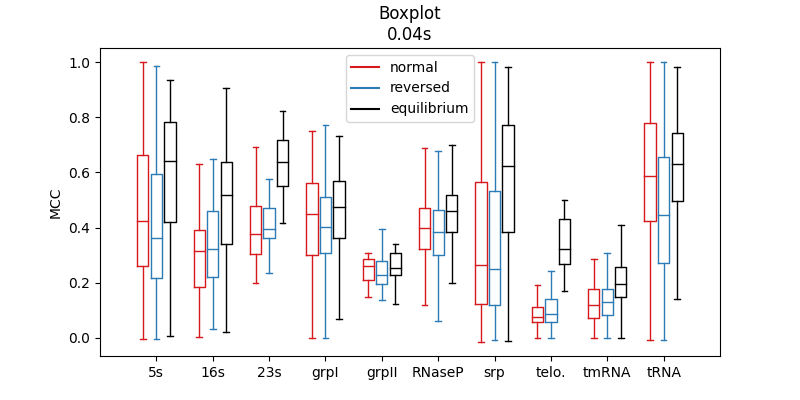 Boxplot
0.04s
normal
reversed
equilibrium
MCC
1.0
0.8
0.6
0.4
0.2
0.0
5s 16s 23s grpI grpII RNaseP srp telo. tmRNA tRNA